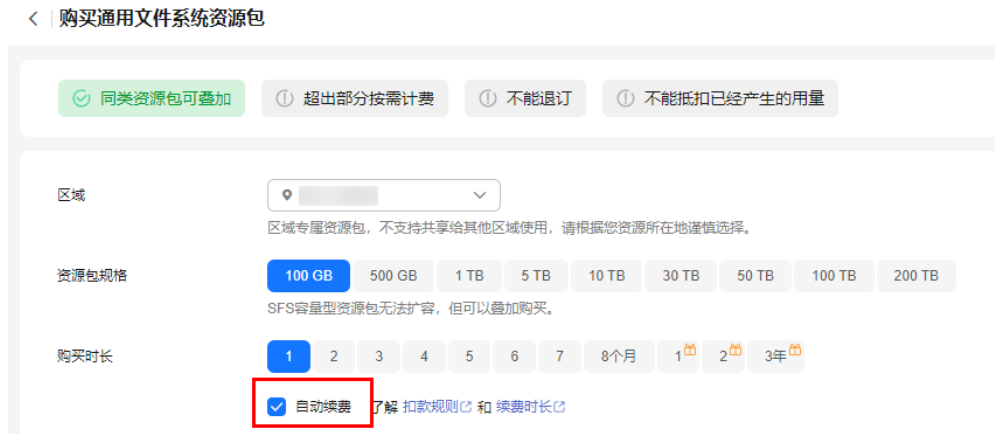 购买通用文件系统资源包
同类资源包可叠加 超出部分按需计费 不能退订 不能抵扣已经产生的用量
区域
区域专属资源包，不支持共享给其他区域使用，请根据您资源所在地谨慎选择。
资源包规格 100 GB 500 GB 1 TB 5 TB 10 TB 30 TB 50 TB 100 TB 200 TB
SFS容量型资源包无法扩容，但可以叠加购买。
购买时长 1 2 3 4 5 6 7 8个月 1 2 3年
自动续费 了解 扣款规则 和 续费时长